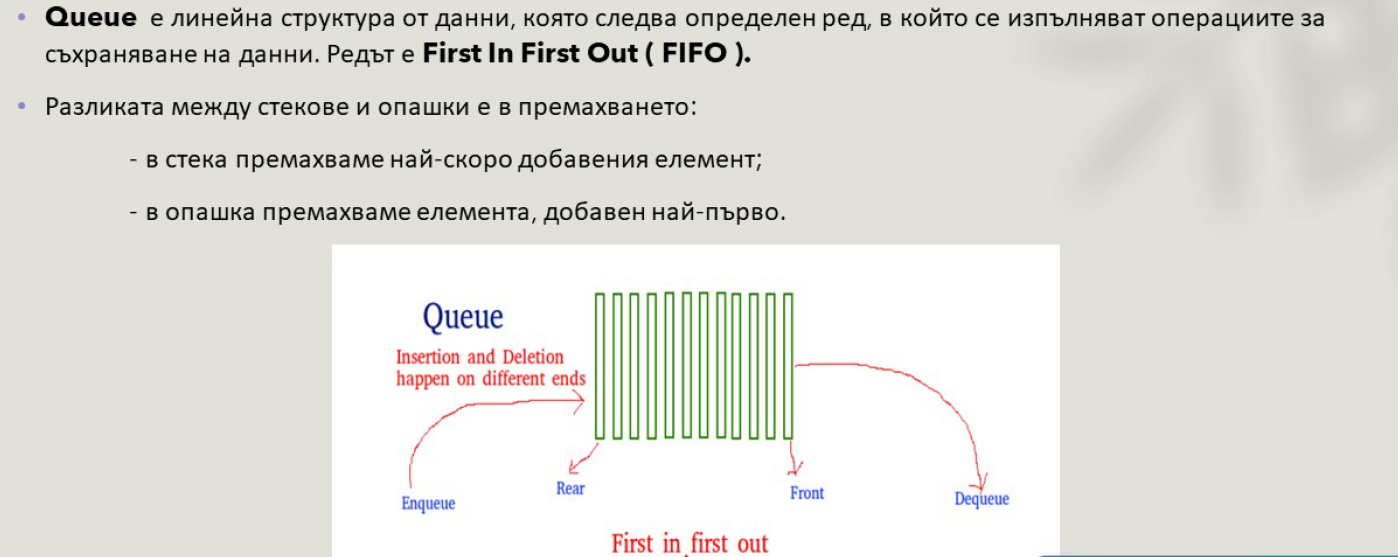 • Queue е линейна структура от данни, която следва определен ред, в който се изпълняват операциите за
съхраняване на данни. Редът е First In First Out ( FIFO ).
• Разликата между стекове и опашки е в премахването:
- в стека премахваме най-скоро добавения елемент;
- в опашка премахваме елемента, добавен най-първо.
Queue
Insertion and Deletion
happen on different ends
Enqueue
Rear
Front
Dequeue
First in first out